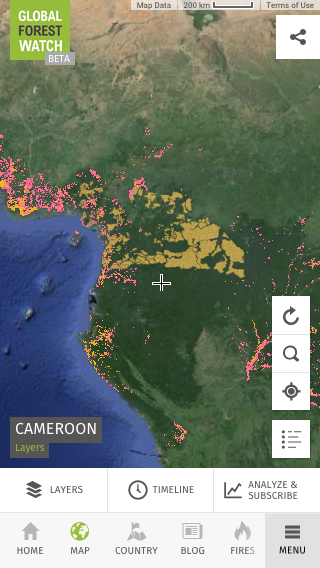 Map Data 200 km Terms of Use
GLOBAL
FOREST
WATCH
BETA
CAMEROON
Layers
LAYERS
TIMELINE
ANALYZE &
SUBSCRIBE
HOME
MAP
COUNTRY
BLOG
FIRES
MENU